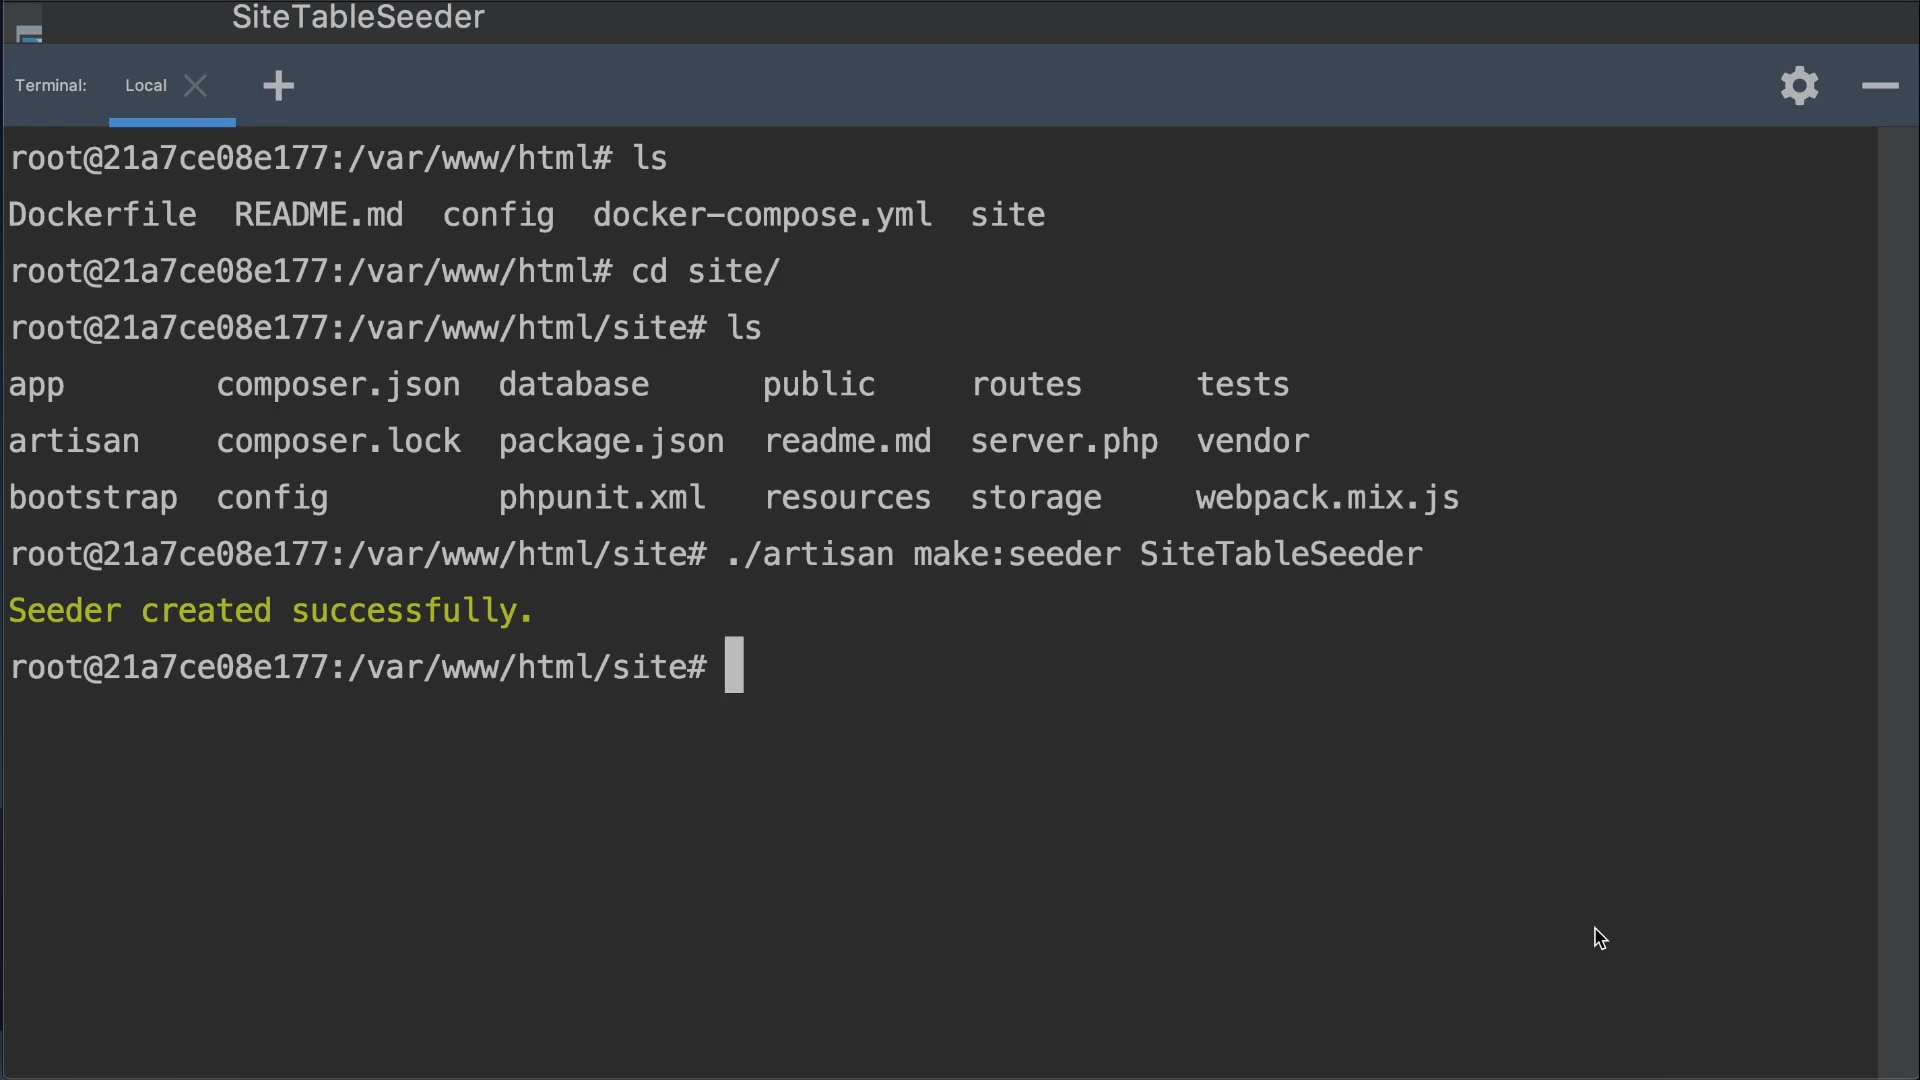 SiteTableSeeder
Terminal: Local
root@21a7ce08e177:/var/www/html# ls
Dockerfile README.md config docker-compose.yml site
root@21a7ce08e177:/var/www/html# cd site/
root@21a7ce08e177:/var/www/html/site# ls
app composer.json database public routes tests
artisan composer.lock package.json readme.md server.php vendor
bootstrap config phpunit.xml resources storage webpack.mix.js
root@21a7ce08e177:/var/www/html/site# ./artisan make:seeder SiteTableSeeder
Seeder created successfully.
root@21a7ce08e177:/var/www/html/site#